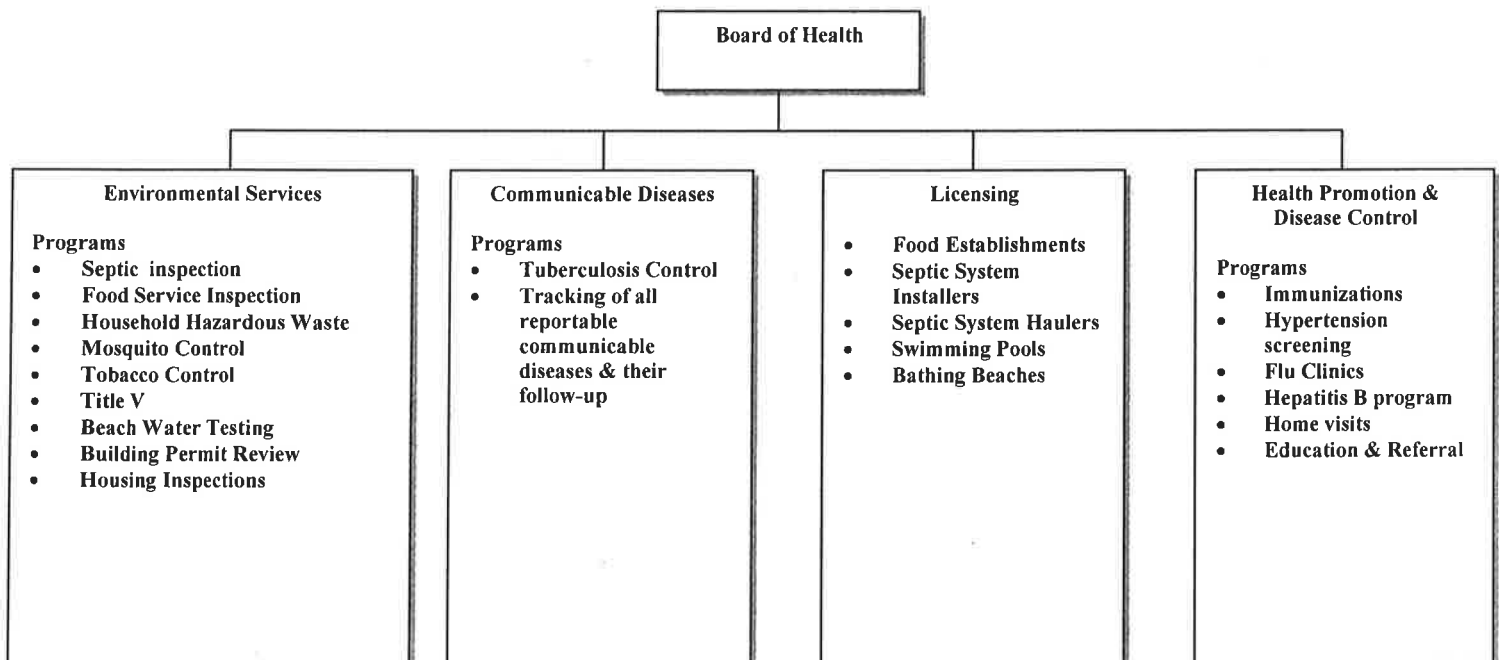 Board of Health
Environmental Services
Programs
• Septic inspection
• Food Service Inspection
• Household Hazardous Waste
• Mosquito Control
• Tobacco Control
• Title V
• Beach Water Testing
• Building Permit Review
• Housing Inspections
Communicable Diseases
Programs
• Tuberculosis Control
• Tracking of all
reportable
communicable
diseases & their
follow-up
Licensing
• Food Establishments
• Septic System
Installers
• Septic System Haulers
• Swimming Pools
• Bathing Beaches
Health Promotion &
Disease Control
Programs
• Immunizations
• Hypertension
screening
• Flu Clinics
• Hepatitis B program
• Home visits
• Education & Referral